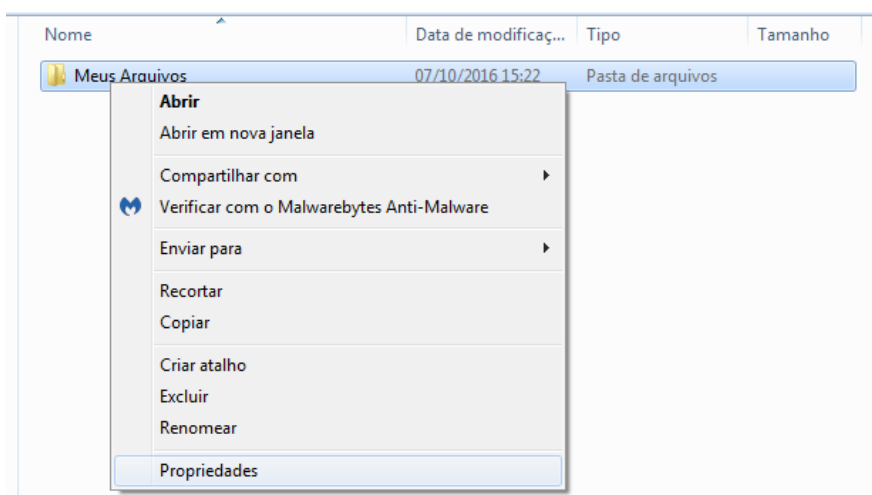 Nome Data de modificaç... Tipo Tamanho
Meus Arquivos 07/10/2016 15:22 Pasta de arquivos
Abrir
Abrir em nova janela
Compartilhar com
Verificar com o Malwarebytes Anti-Malware
Enviar para
Recortar
Copiar
Criar atalho
Excluir
Renomear
Propriedades